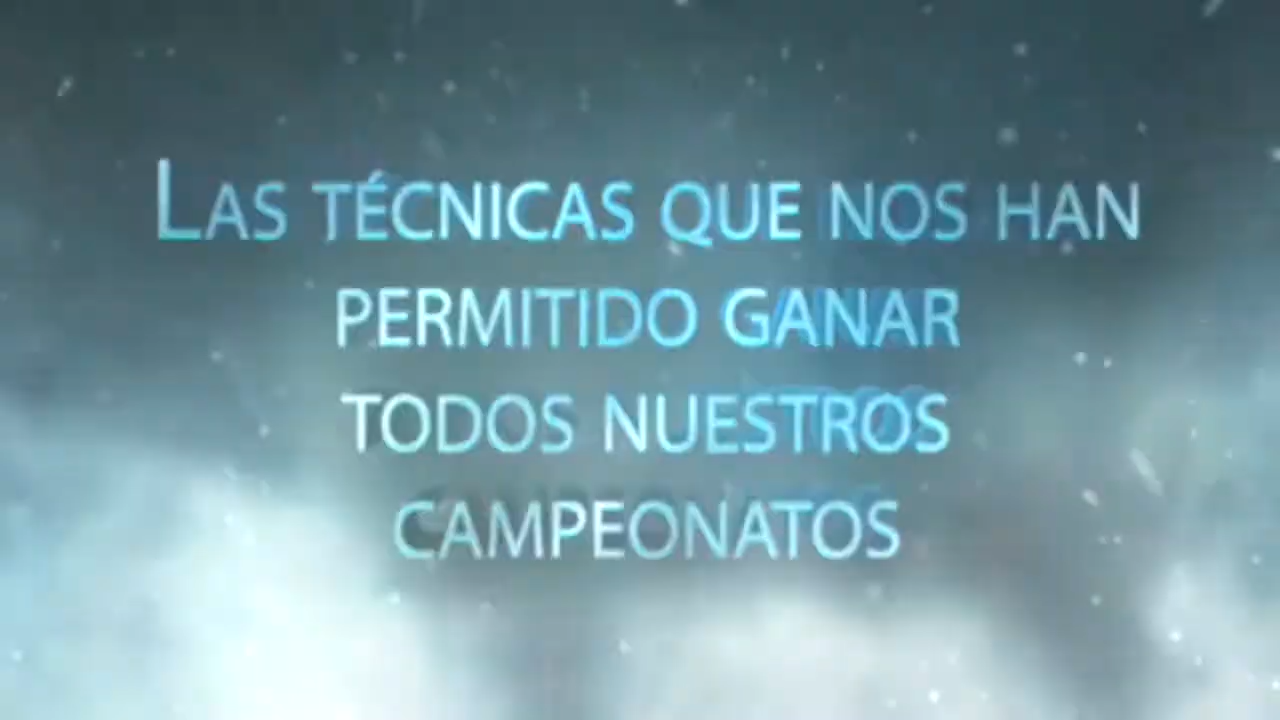 Las técnicas que nos han
permitido ganar
todos nuestros
campeonatos